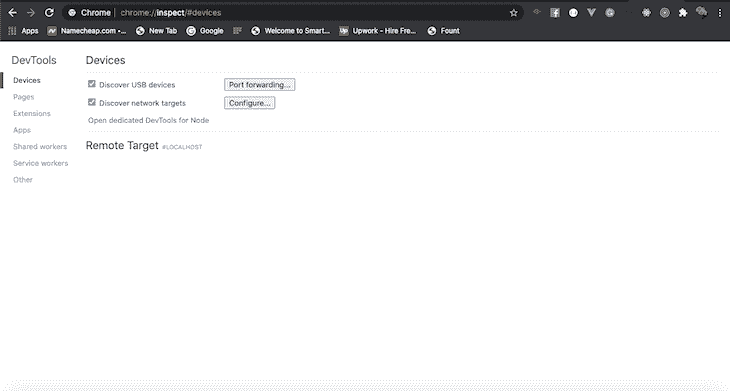 Chrome | chrome://inspect/#devices
Apps Namecheap.com -... New Tab Google Welcome to Smart... Up Upwork - Hire Fre... Fount
DevTools
Devices
Pages
Extensions
Apps
Shared workers
Service workers
Other
Devices
Discover USB devices Port forwarding...
Discover network targets Configure...
Open dedicated DevTools for Node
Remote Target #LOCALHOST